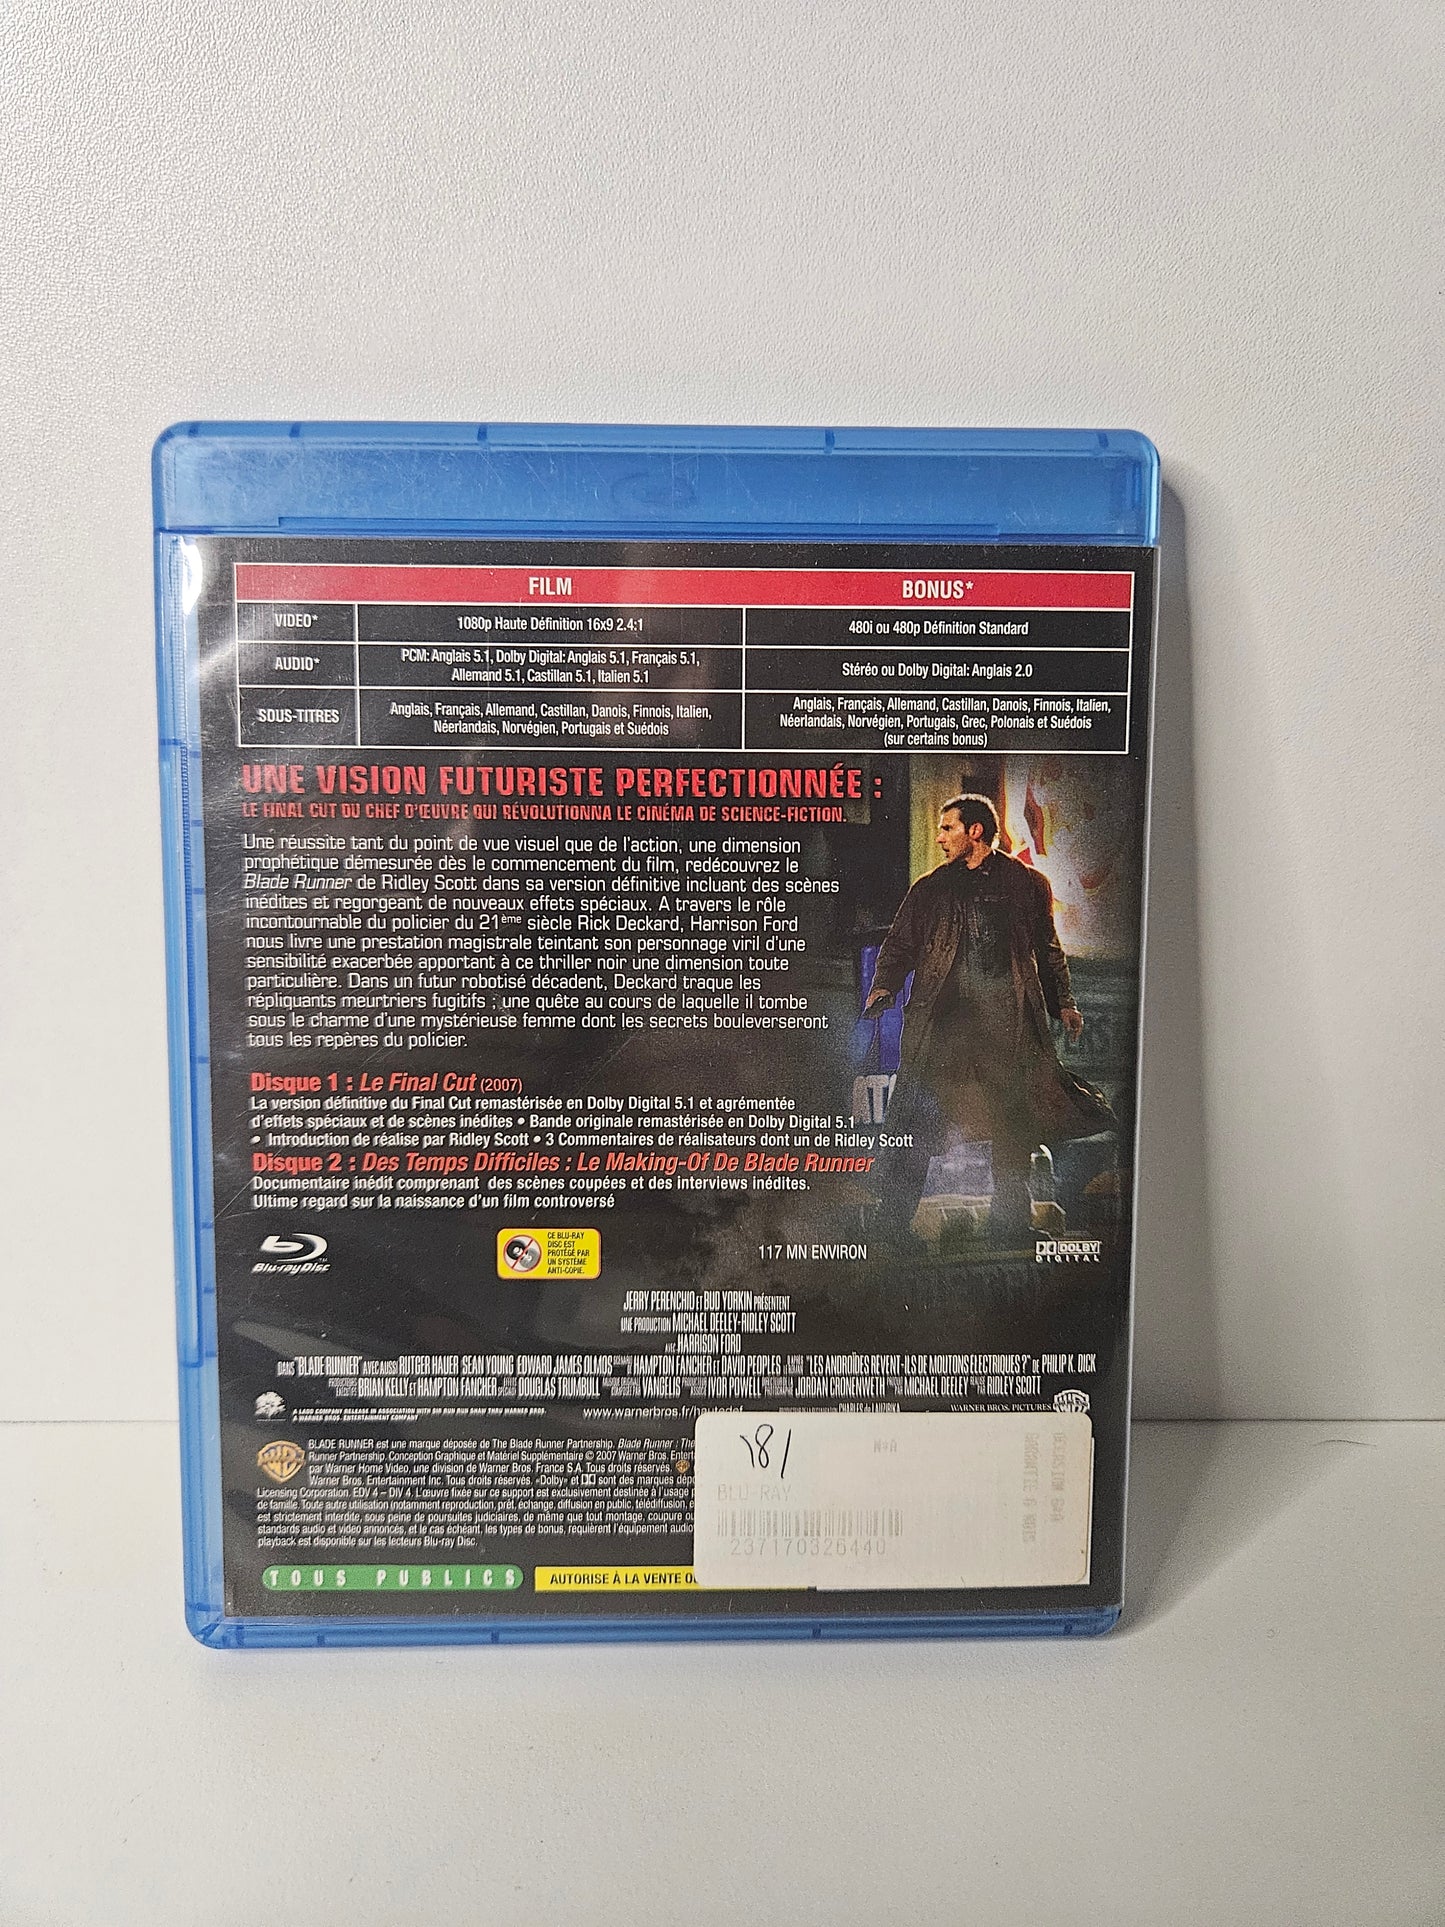 FILM BONUS*
VIDEO* 1080p Haute Définition 16x9 2.4:1 480i ou 480p Définition Standard
AUDIO* PCM: Anglais 5.1, Dolby Digital: Anglais 5.1, Français 5.1,
Allemand 5.1, Castillan 5.1, Italien 5.1
Stéréo ou Dolby Digital: Anglais 2.0
SOUS-TITRES Anglais, Français, Allemand, Castillan, Danois, Finnois, Italien,
Néerlandais, Norvégien, Portugais et Suédois
Anglais, Français, Allemand, Castillan, Danois, Finnois, Italien,
Néerlandais, Norvégien, Portugais, Grec, Polonais et Suédois
(sur certains bonus)
UNE VISION FUTURISTE PERFECTIONNÉE :
LE FINAL CUT DU CHEF D'ŒUVRE QUI RÉVOLUTIONNA LE CINÉMA DE SCIENCE-FICTION.
Une réussite tant du point de vue visuel que de l'action, une dimension
prophétique démesurée dès le commencement du film, redécouvrez le
Blade Runner de Ridley Scott dans sa version définitive incluant des scènes
inédites et regorgeant de nouveaux effets spéciaux. A travers le rôle
incontournable du policier du 21ème siècle Rick Deckard, Harrison Ford
nous livre une prestation magistrale teintant son personnage viril d'une
sensibilité exacerbée apportant à ce thriller noir une dimension toute
particulière. Dans un futur robotisé décadent, Deckard traque les
répliquants meurtriers fugitifs ; une quête au cours de laquelle il tombe
sous le charme d'une mystérieuse femme dont les secrets bouleverseront
tous les repères du policier.
Disque 1 : Le Final Cut (2007)
La version définitive du Final Cut remastérisée en Dolby Digital 5.1 et agrémentée
d'effets spéciaux et de scènes inédites • Bande originale remastérisée en Dolby Digital 5.1
• Introduction de réalise par Ridley Scott • 3 Commentaires de réalisateurs dont un de Ridley Scott
Disque 2 : Des Temps Difficiles : Le Making-Of De Blade Runner
Documentaire inédit comprenant des scènes coupées et des interviews inédites.
Ultime regard sur la naissance d'un film controversé
Blu-ray Disc
CE BLU-RAY
DISC EST
PROTÉGÉ PAR
UN SYSTÈME
ANTI-COPIE.
117 MN ENVIRON
DOLBY
DIGITAL
JERRY PERENCHIO ET BUD YORKIN PRÉSENTENT
UNE PRODUCTION MICHAEL DEELEY-RIDLEY SCOTT
AVEC HARRISON FORD
DANS "BLADE RUNNER" AVEC AUSSI RUTGER HAUER SEAN YOUNG EDWARD JAMES OLMOS HAMPTON FANCHER ET DAVID PEOPLES "LES ANDROÏDES RÊVENT-ILS DE MOUTONS ELECTRIQUES?" DE PHILIP K. DICK
BRIAN KELLY ET HAMPTON FANCHER DOUGLAS TRUMBULL VANGELIS IVOR POWELL JORDAN CRONENWETH MICHAEL DEELEY RIDLEY SCOTT
A LADD COMPANY RELEASE IN ASSOCIATION WITH SIR RUN RUN SHAW THRU WARNER BROS.
A WARNER BROS. ENTERTAINMENT COMPANY
www.warnerbros.fr/hautedef
CHARLES de LAUZIRIKA
WARNER BROS. PICTURES
BLADE RUNNER est une marque déposée de The Blade Runner Partnership. Blade Runner : The
Runner Partnership. Conception Graphique et Matériel Supplémentaire © 2007 Warner Bros.
par Warner Home Video, une division de Warner Bros. France S.A. Tous droits réservés.
Warner Bros. Entertainment Inc. Tous droits réservés. «Dolby» et sont des marques
Licensing Corporation. EDV 4 – DIV 4. L'œuvre fixée sur ce support est exclusivement destinée à l'usage
de famille. Toute autre utilisation (notamment reproduction, prêt, échange, diffusion en public, télédiffusion,
est strictement interdite, sous peine de poursuites judiciaires, de même que tout montage, coupure
standards audio et video annoncés, et le cas échéant, les types de bonus, requièrent l'équipement
playback est disponible sur les lecteurs Blu-ray Disc.
TOUS PUBLICS
AUTORISE À LA VENTE
181
N*A
BLU-RAY
237170326440